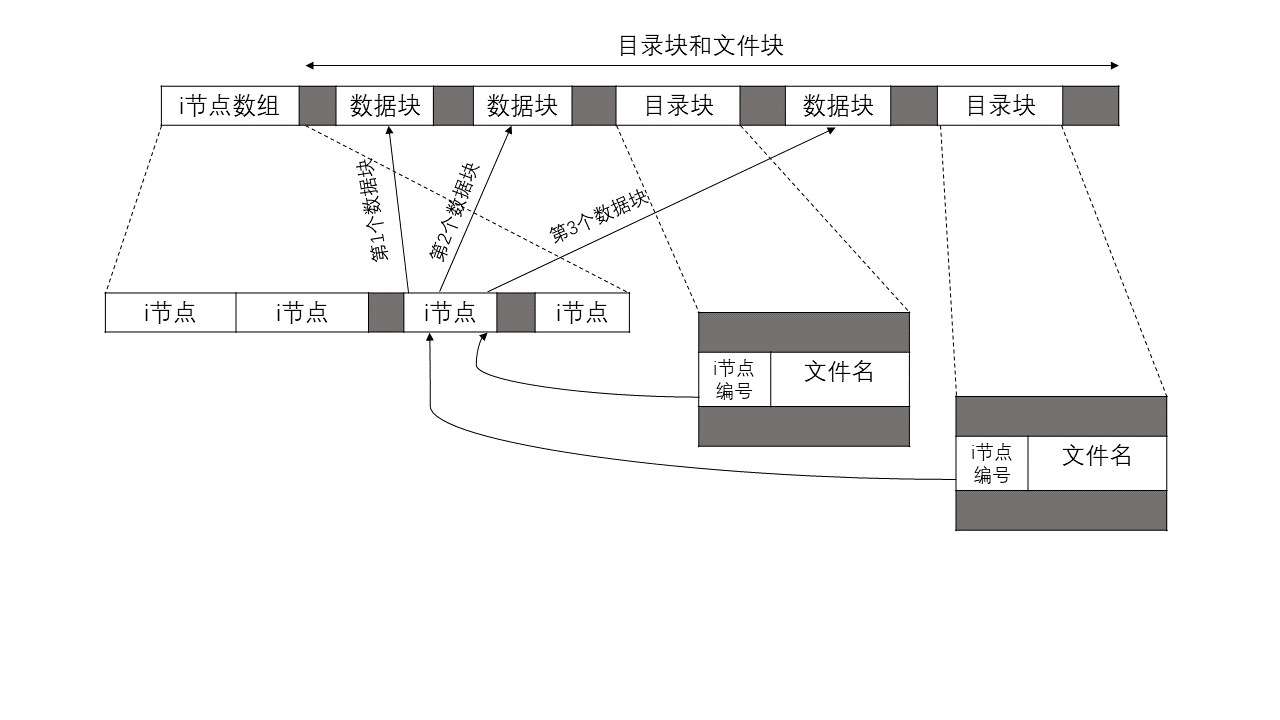 目录块和文件块
i节点数组
数据块
数据块
目录块
数据块
目录块
第1个数据块
第2个数据块
第3个数据块
i节点
i节点
i节点
i节点
i节点
编号
文件名
i节点
编号
文件名